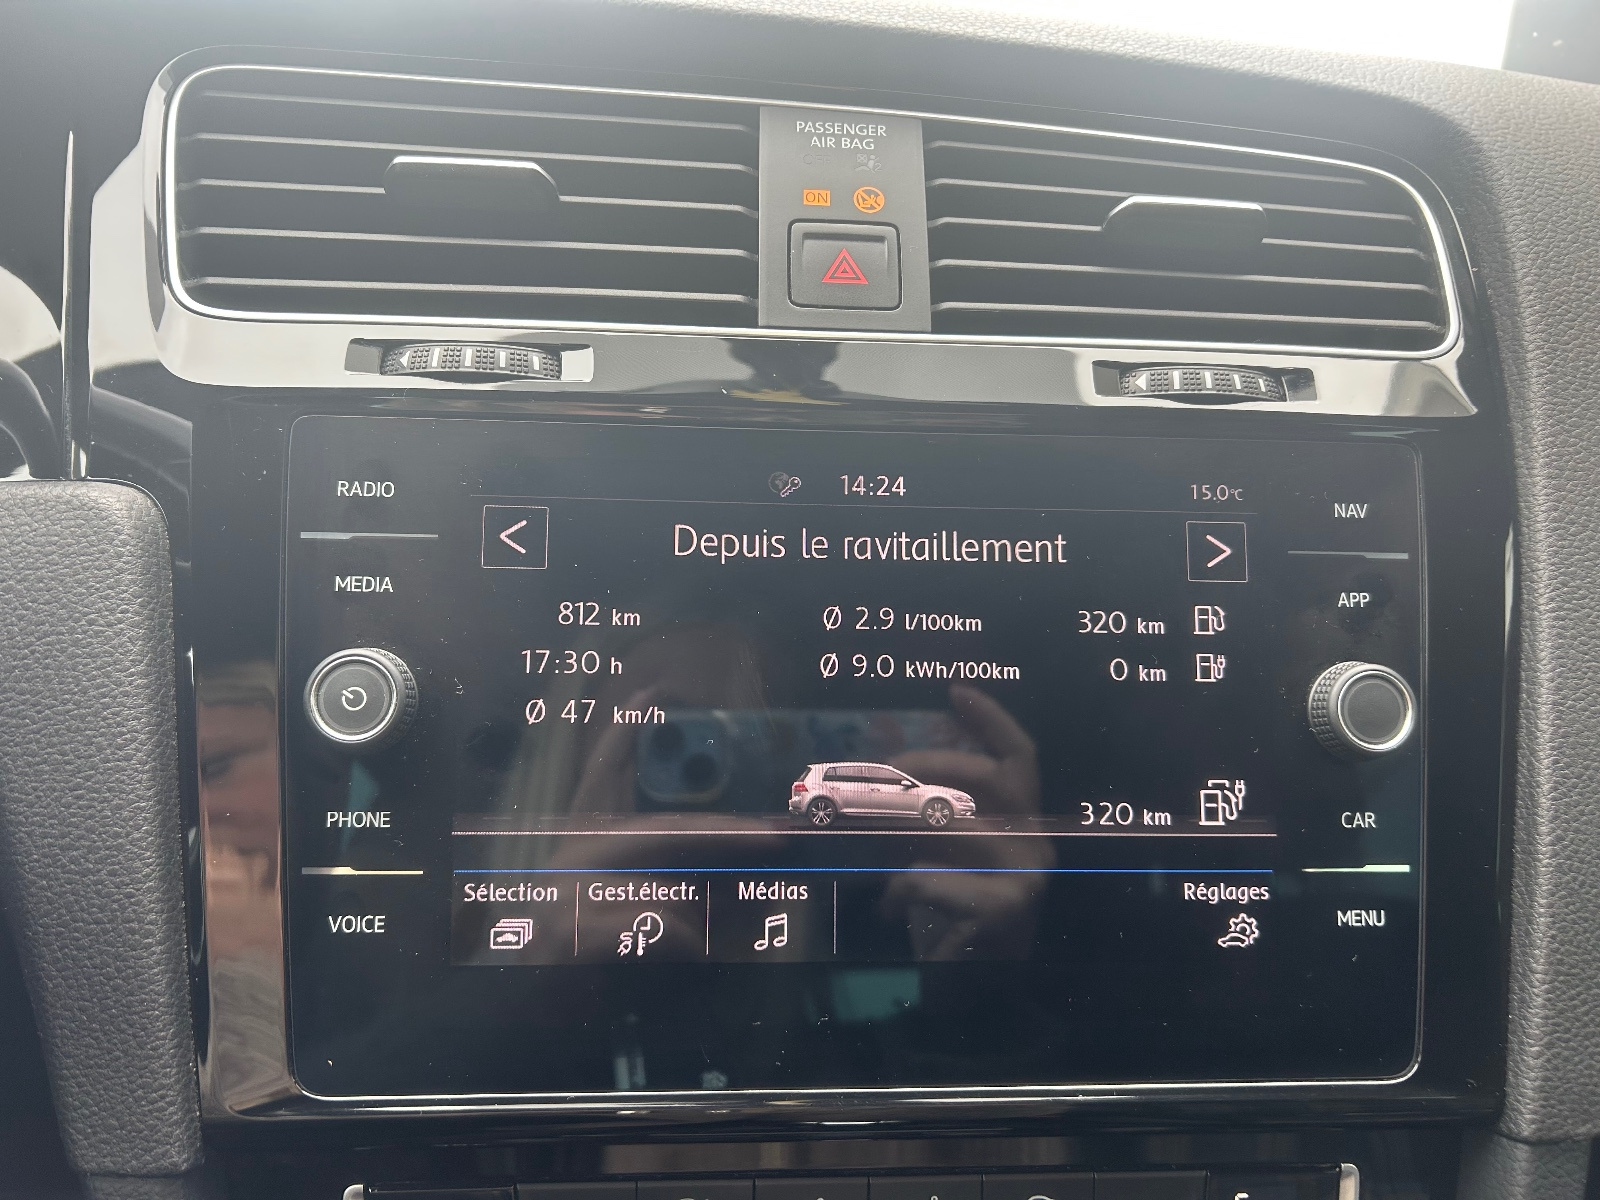 PASSENGER
AIR BAG
OFF
ON
RADIO
MEDIA
PHONE
VOICE
NAV
APP
CAR
MENU
14:24
15.0°C
<
Depuis le ravitaillement
>
812 km
17:30 h
Ø 47 km/h
Ø 2.9 l/100km
Ø 9.0 kWh/100km
320 km
0 km
320 km
Sélection
Gest.électr.
Médias
Réglages